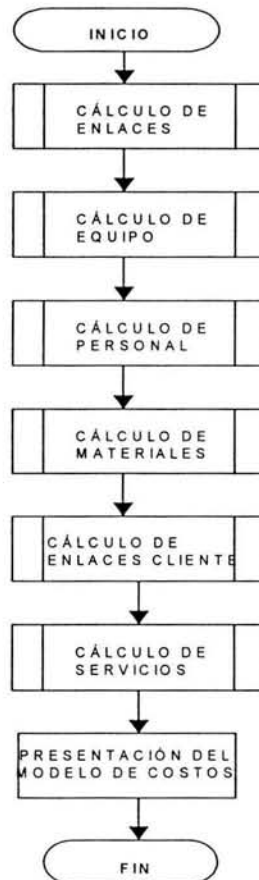 INICIO
CÁLCULO DE
ENLACES
CÁLCULO DE
EQUIPO
CÁLCULO DE
PERSONAL
CÁLCULO DE
MATERIALES
CÁLCULO DE
ENLACES CLIENTE
CÁLCULO DE
SERVICIOS
PRESENTACIÓN DEL
MODELO DE COSTOS
FIN